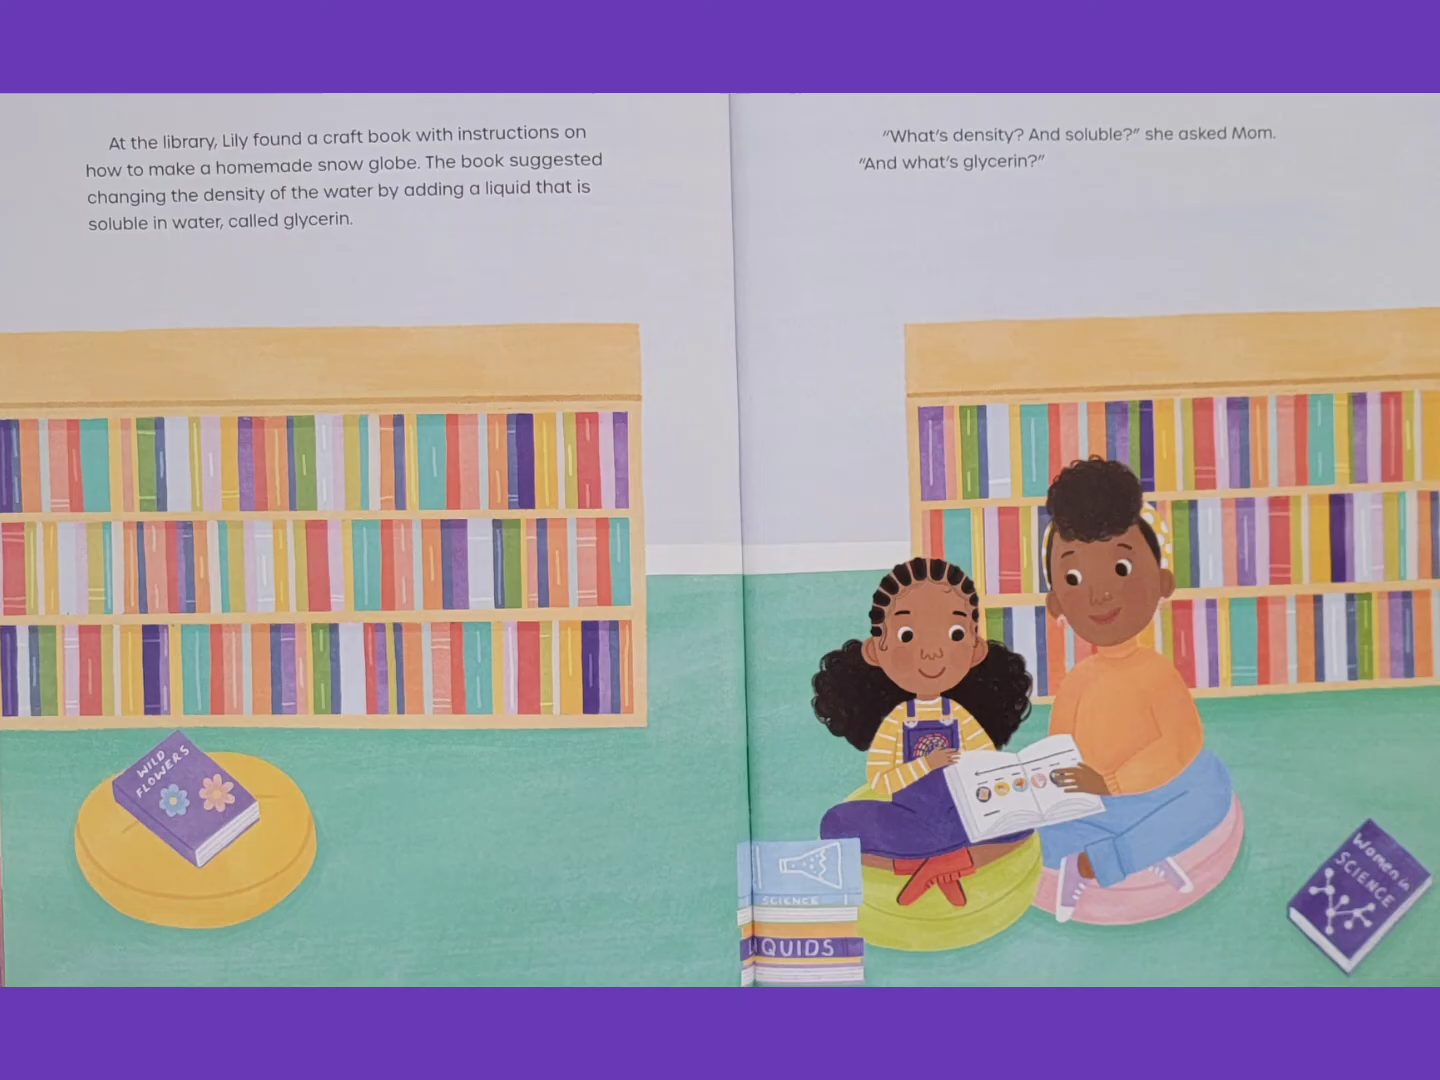 At the library, Lily found a craft book with instructions on
how to make a homemade snow globe. The book suggested
changing the density of the water by adding a liquid that is
soluble in water, called glycerin.
“What’s density? And soluble?” she asked Mom.
“And what’s glycerin?”
WILD
FLOWERS
SCIENCE
LIQUIDS
Women in
SCIENCE